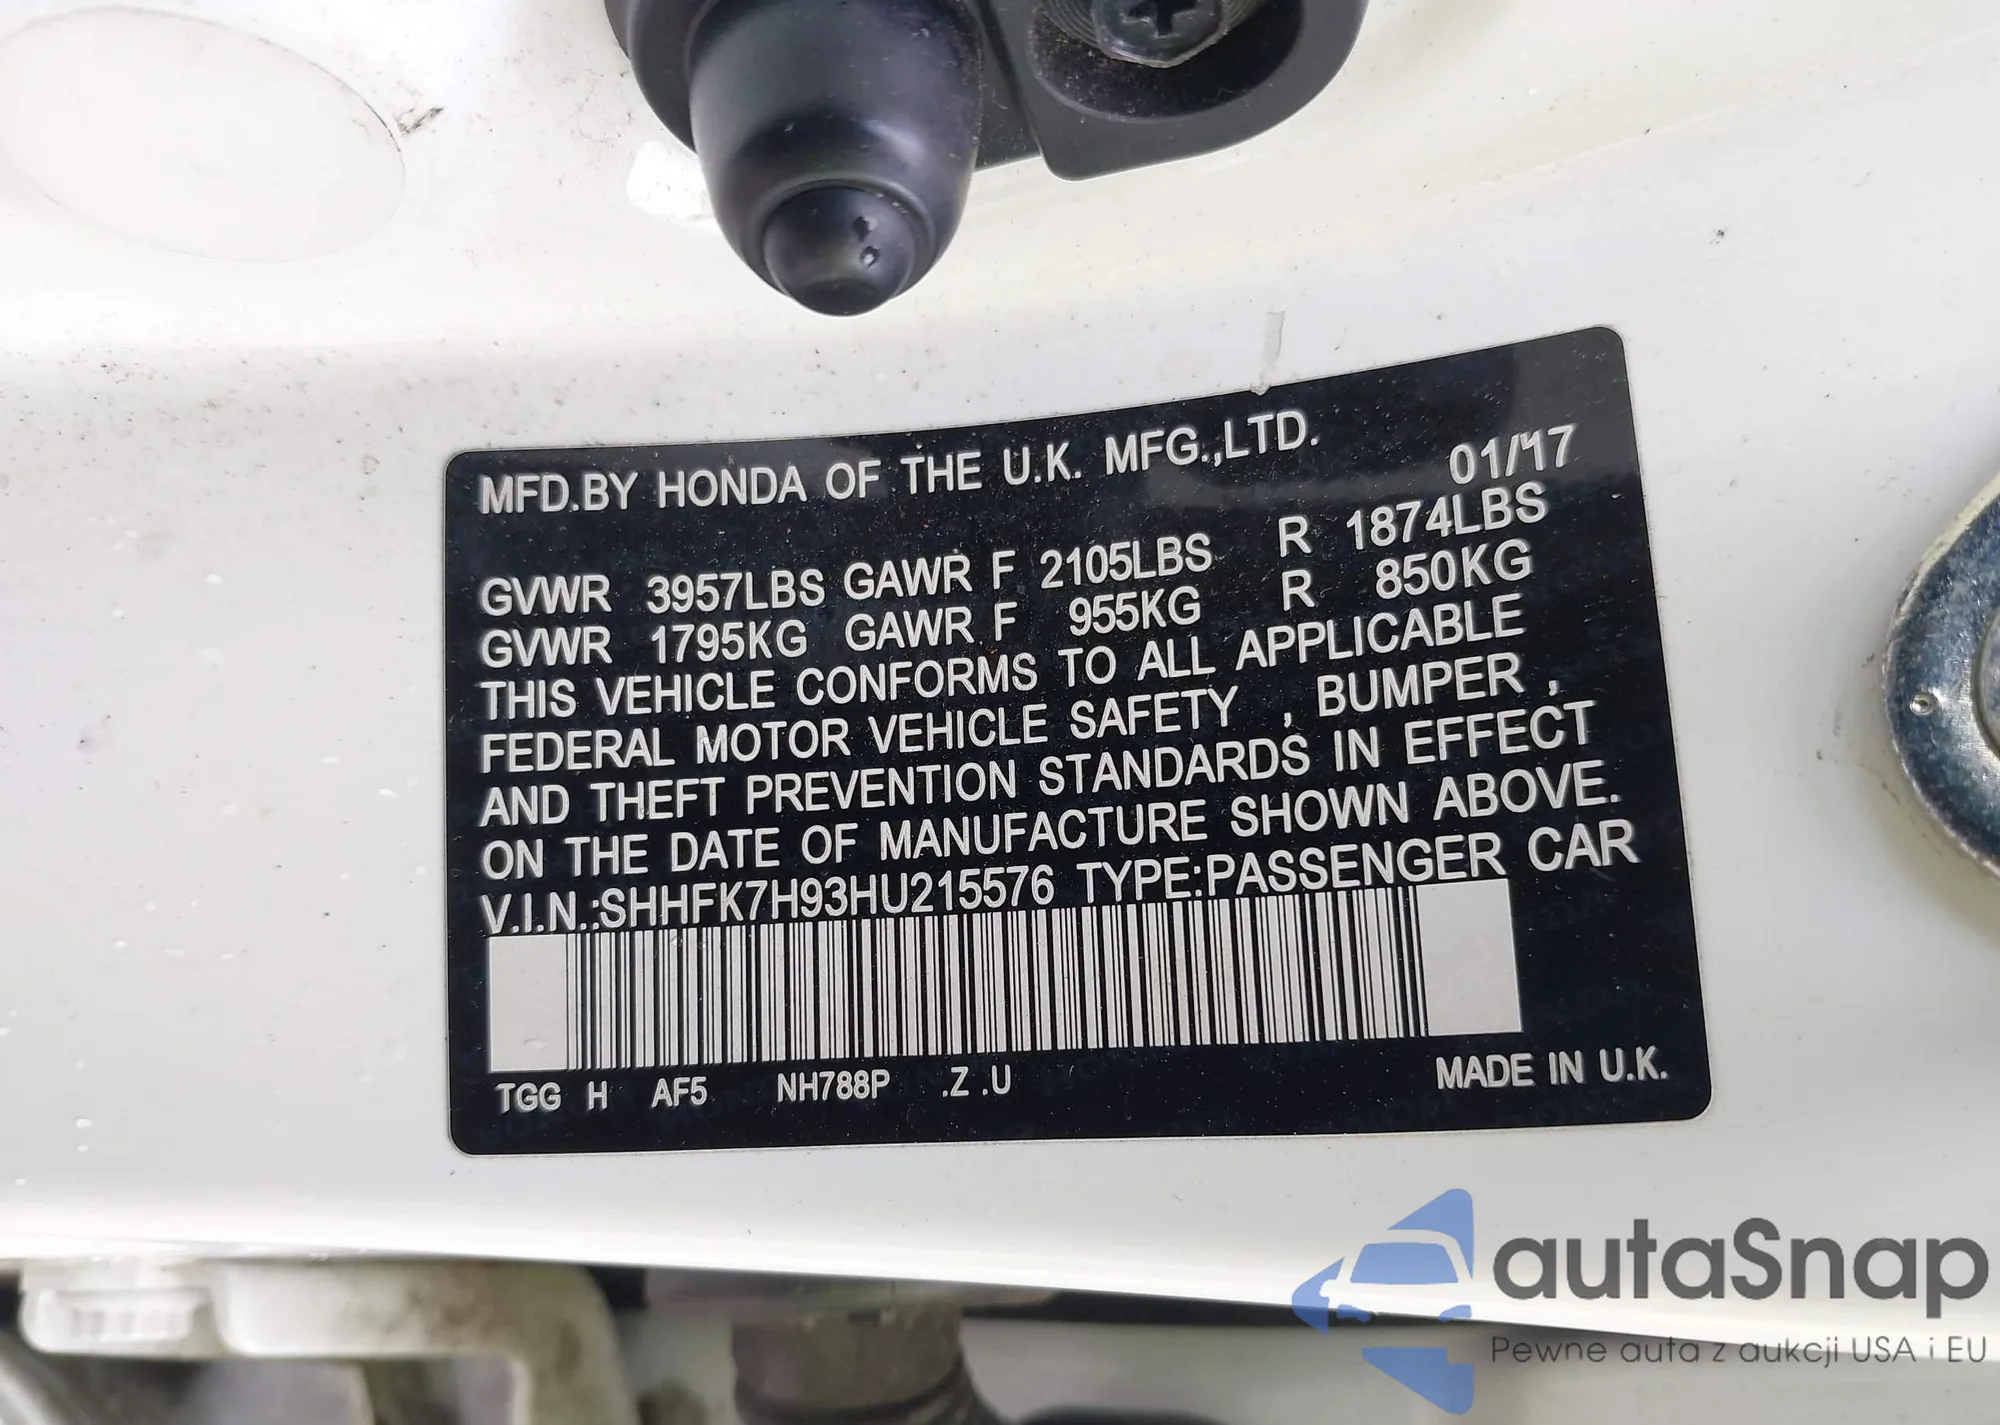 MFD.BY HONDA OF THE U.K. MFG.,LTD. 01/17
GVWR 3957LBS GAWR F 2105LBS R 1874LBS
GVWR 1795KG GAWR F 955KG R 850KG
THIS VEHICLE CONFORMS TO ALL APPLICABLE
FEDERAL MOTOR VEHICLE SAFETY , BUMPER ,
AND THEFT PREVENTION STANDARDS IN EFFECT
ON THE DATE OF MANUFACTURE SHOWN ABOVE.
V.I.N.:SHHFK7H93HU215576 TYPE:PASSENGER CAR
TGG H AF5 NH788P .Z .U MADE IN U.K.
autaSnap
Pewne auta z aukcji USA i EU